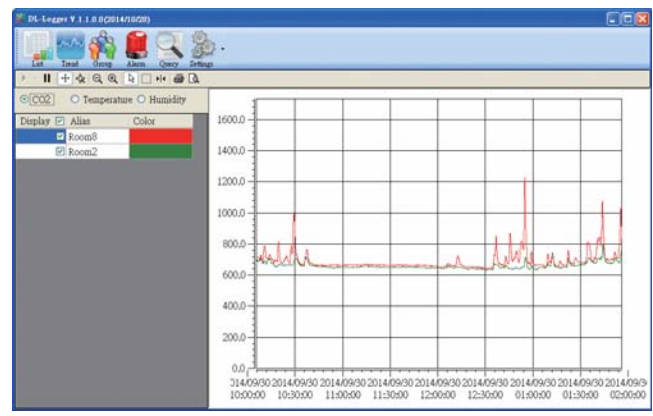 DL-Logger V 1.1.0.0(2014/10/20)
List Trend Group Alarm Query Settings
CO2 Temperature Humidity
Display Alias Color
Room8
Room2
1600.0
1400.0
1200.0
1000.0
800.0
600.0
400.0
200.0
0.0
014/09/30 2014/09/30 2014/09/30 2014/09/30 2014/09/30 2014/09/30 2014/09/30 2014/09/30 2014/09/3
10:00:00 10:30:00 11:00:00 11:30:00 12:00:00 12:30:00 01:00:00 01:30:00 02:00:00